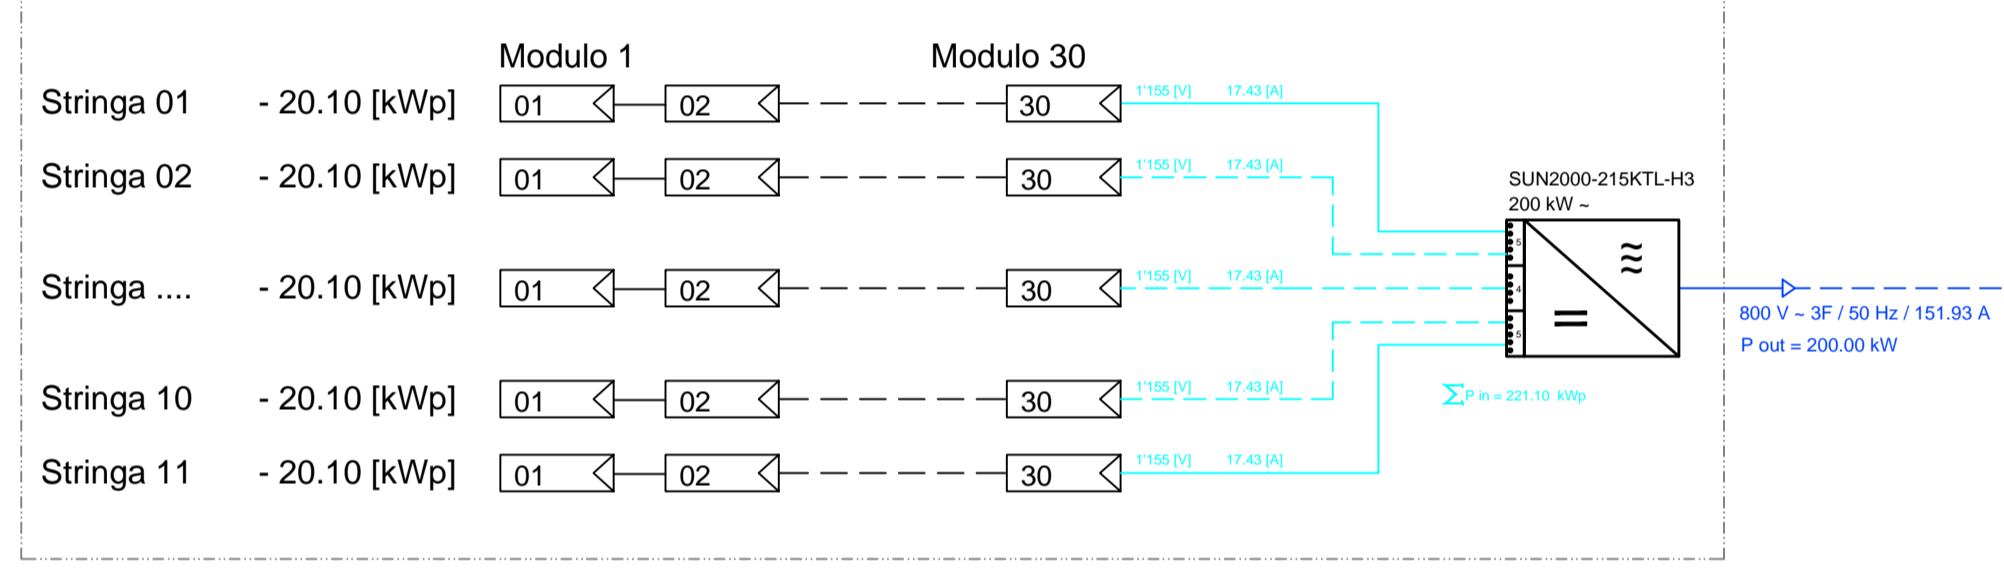 Modulo 1 Modulo 30
Stringa 01 - 20.10 [kWp] 01 02 30 1'155 [V] 17.43 [A]
Stringa 02 - 20.10 [kWp] 01 02 30 1'155 [V] 17.43 [A]
SUN2000-215KTL-H3
200 kW ~
5
Stringa .... - 20.10 [kWp] 01 02 30 1'155 [V] 17.43 [A]
4
800 V ~ 3F / 50 Hz / 151.93 A
5
P out = 200.00 kW
Stringa 10 - 20.10 [kWp] 01 02 30 1'155 [V] 17.43 [A]
∑P in = 221.10 kWp
Stringa 11 - 20.10 [kWp] 01 02 30 1'155 [V] 17.43 [A]